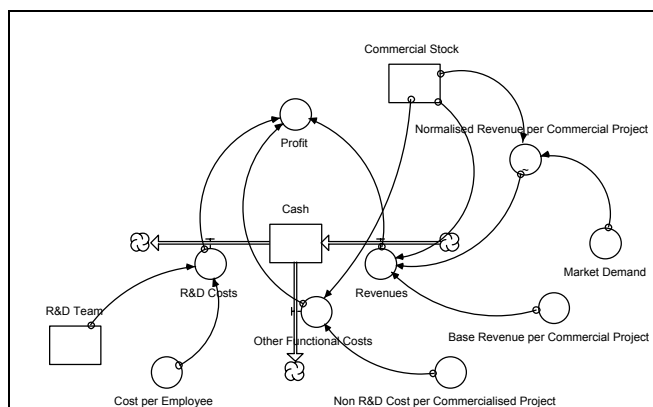 Commercial Stock
Normalised Revenue per Commercial Project
Profit
~
Cash
Market Demand
R&D Costs
Revenues
R&D Team
Base Revenue per Commercial Project
Other Functional Costs
Cost per Employee
Non R&D Cost per Commercialised Project